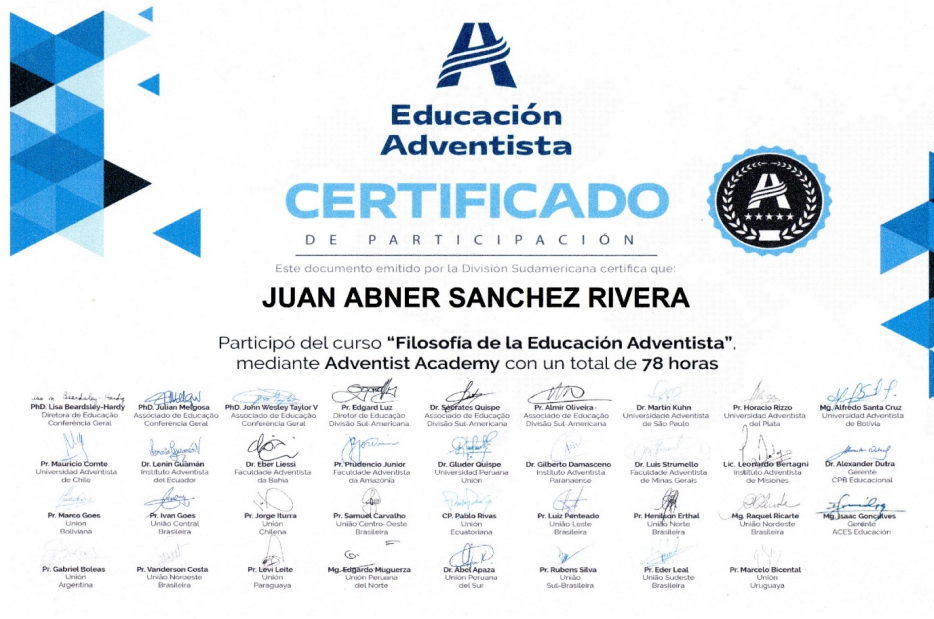 Educación
Adventista
CERTIFICADO
DE PARTICIPACIÓN
Este documento emitido por la División Sudamericana certifica que:
JUAN ABNER SANCHEZ RIVERA
Participó del curso “Filosofía de la Educación Adventista”,
mediante Adventist Academy con un total de 78 horas
PhD. Lisa Beardsley-Hardy
Diretora de Educação
Conferência Geral
PhD. Julian Melgosa
Associado de Educação
Conferência Geral
PhD. John Wesley Taylor V
Associado de Educação
Conferência Geral
Pr. Edgard Luz
Diretor de Educação
Divisão Sul-Americana
Dr. Sócrates Quispe
Associado de Educação
Divisão Sul-Americana
Pr. Almir Oliveira
Associado de Educação
Divisão Sul-Americana
Dr. Martin Kuhn
Universidade Adventista
de São Paulo
Pr. Horacio Rizzo
Universidad Adventista
del Plata
Mg. Alfredo Santa Cruz
Universidad Adventista
de Bolivia
Pr. Mauricio Comte
Universidad Adventista
de Chile
Dr. Lenin Guamán
Instituto Adventista
del Ecuador
Dr. Eber Liessi
Faculdade Adventista
da Bahia
Pr. Prudencio Junior
Faculdade Adventista
da Amazônia
Dr. Gluder Quispe
Universidad Peruana
Unión
Dr. Gilberto Damasceno
Instituto Adventista
Paranaense
Dr. Luis Strumello
Faculdade Adventista
de Minas Gerais
Lic. Leonardo Bertagni
Instituto Adventista
de Misiones
Dr. Alexander Dutra
Gerente
CPB Educacional
Pr. Marco Goes
Unión
Boliviana
Pr. Ivan Goes
União Central
Brasileira
Pr. Jorge Iturra
Unión
Chilena
Pr. Samuel Carvalho
União Centro-Oeste
Brasileira
CP. Pablo Rivas
Unión
Ecuatoriana
Pr. Luiz Penteado
União Leste
Brasileira
Pr. Henilson Erthal
União Norte
Brasileira
Mg. Raquel Ricarte
União Nordeste
Brasileira
Mg. Isaac Gonçalves
Gerente
ACES Educación
Pr. Gabriel Boleas
Unión
Argentina
Pr. Vanderson Costa
União Noroeste
Brasileira
Pr. Levi Leite
Unión
Paraguaya
Mg. Edgardo Muguerza
Unión Peruana
del Norte
Dr. Abel Apaza
Unión Peruana
del Sur
Pr. Rubens Silva
União
Sul-Brasileira
Pr. Eder Leal
União Sudeste
Brasileira
Pr. Marcelo Bicental
Unión
Uruguaya